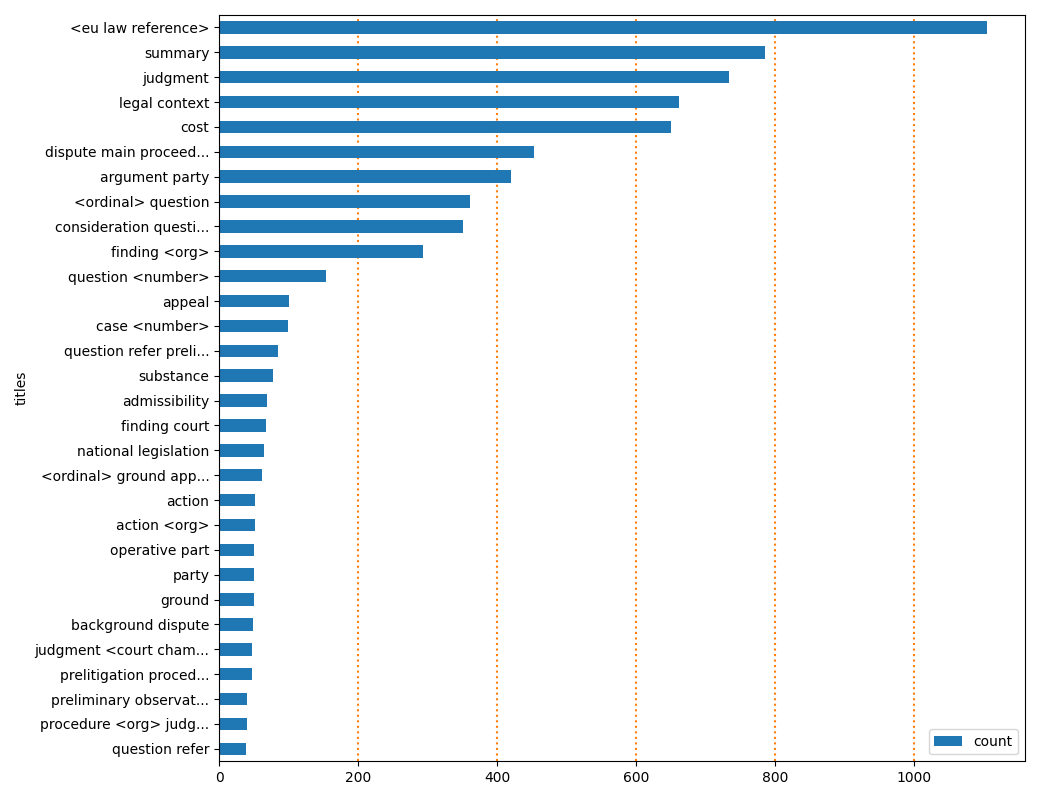 <eu law reference>
summary
judgment
legal context
cost
dispute main proceed...
argument party
<ordinal> question
consideration questi...
finding <org>
question <number>
appeal
case <number>
question refer preli...
substance
admissibility
finding court
national legislation
<ordinal> ground app...
action
action <org>
operative part
party
ground
background dispute
judgment <court cham...
prelitigation proced...
preliminary observat...
procedure <org> judg...
question refer
titles
count
0 200 400 600 800 1000